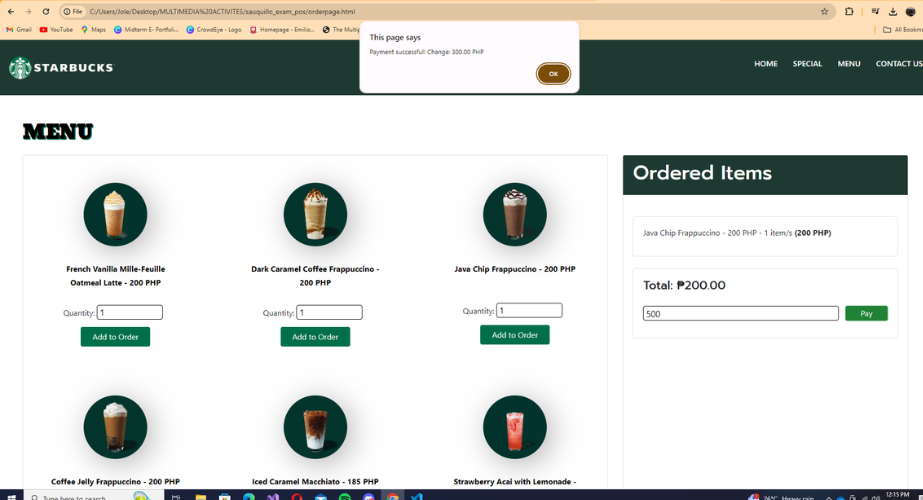 File
C:/Users/Jole/Desktop/MULTIMEDIA%20ACTIVITES/sauquillo_exam_pos/orderpage.html
Gmail
YouTube
Maps
Midterm E- Portfoli...
CrowdEye - Logo
Homepage - Emilio...
The Multip
All Bookma
This page says
Payment successful! Change: 300.00 PHP
OK
STARBUCKS
HOME
SPECIAL
MENU
CONTACT US
MENU
French Vanilla Mille-Feuille
Oatmeal Latte - 200 PHP
Quantity: 1
Add to Order
Dark Caramel Coffee Frappuccino -
200 PHP
Quantity: 1
Add to Order
Java Chip Frappuccino - 200 PHP
Quantity: 1
Add to Order
Coffee Jelly Frappuccino - 200 PHP
Iced Caramel Macchiato - 185 PHP
Strawberry Acai with Lemonade -
Ordered Items
Java Chip Frappuccino - 200 PHP - 1 item/s (200 PHP)
Total: ₱200.00
500
Pay
Type here to search
26°C Heavy rain
12:15 PM